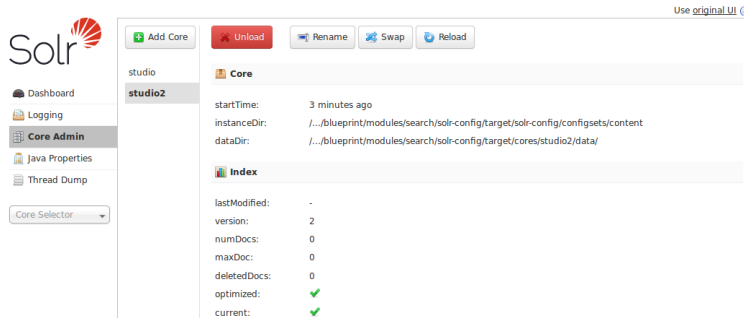 Use original UI
Solr
Add Core
Unload
Rename
Swap
Reload
Dashboard
Logging
Core Admin
Java Properties
Thread Dump
Core Selector
studio
studio2
Core
startTime: 3 minutes ago
instanceDir: /.../blueprint/modules/search/solr-config/target/solr-config/configsets/content
dataDir: /.../blueprint/modules/search/solr-config/target/cores/studio2/data/
Index
lastModified: -
version: 2
numDocs: 0
maxDoc: 0
deletedDocs: 0
optimized:
current: